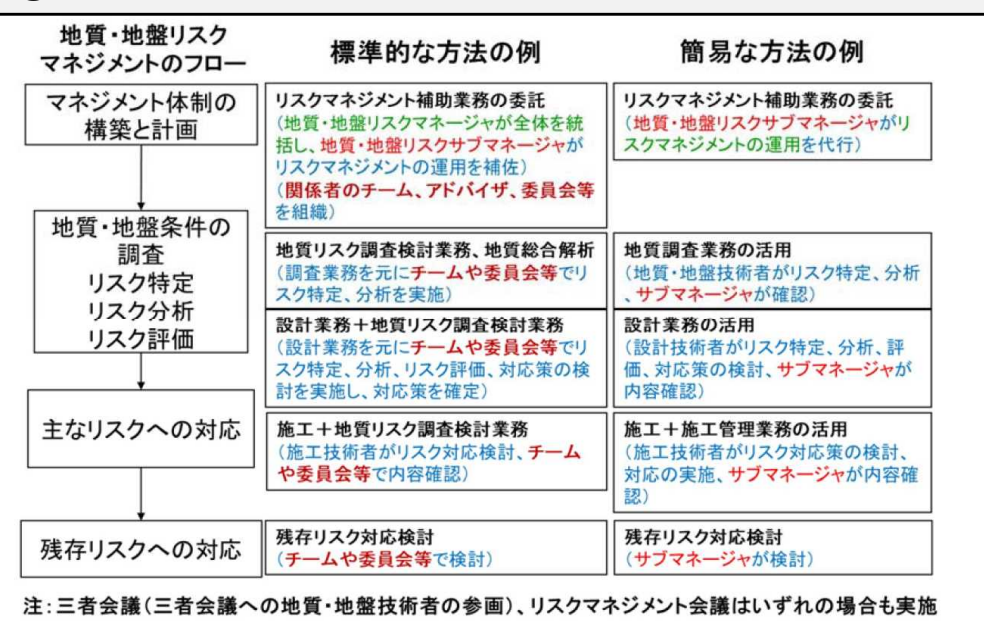 地質・地盤リスク
マネジメントのフロー
標準的な方法の例
簡易な方法の例
マネジメント体制の
構築と計画
リスクマネジメント補助業務の委託
（地質・地盤リスクマネージャが全体を統
括し、地質・地盤リスクサブマネージャが
リスクマネジメントの運用を補佐）
（関係者のチーム、アドバイザ、委員会等
を組織）
リスクマネジメント補助業務の委託
（地質・地盤リスクサブマネージャがリ
スクマネジメントの運用を代行）
地質・地盤条件の
調査
リスク特定
リスク分析
リスク評価
地質リスク調査検討業務、地質総合解析
（調査業務を元にチームや委員会等でリ
スク特定、分析を実施）
地質調査業務の活用
（地質・地盤技術者がリスク特定、分析
、サブマネージャが確認）
設計業務＋地質リスク調査検討業務
（設計業務を元にチームや委員会等でリ
スク特定、分析、リスク評価、対応策の検
討を実施し、対応策を確定）
設計業務の活用
（設計技術者がリスク特定、分析、評
価、対応策の検討、サブマネージャが
内容確認）
主なリスクへの対応
施工＋地質リスク調査検討業務
（施工技術者がリスク対応検討、チーム
や委員会等で内容確認）
施工＋施工管理業務の活用
（施工技術者がリスク対応策の検討、
対応の実施、サブマネージャが内容確
認）
残存リスクへの対応
残存リスク対応検討
（チームや委員会等で検討）
残存リスク対応検討
（サブマネージャが検討）
注：三者会議（三者会議への地質・地盤技術者の参画）、リスクマネジメント会議はいずれの場合も実施